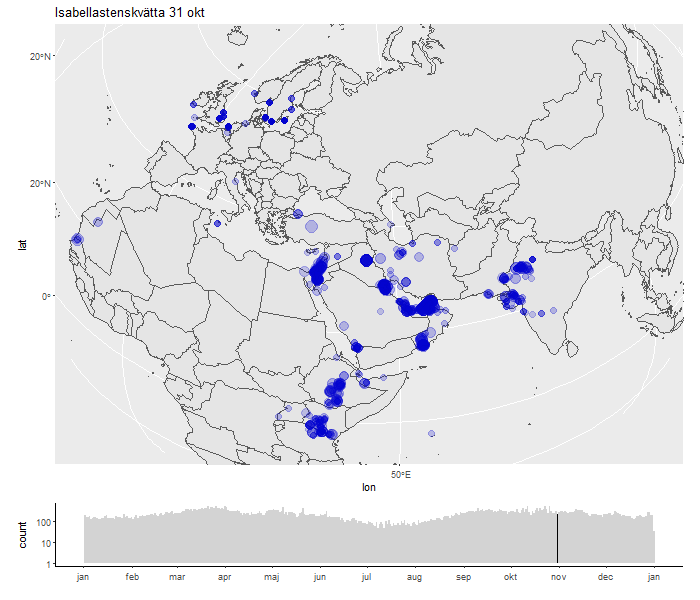 Isabellastenskvätta 31 okt
20°N
20°N
0°
lat
50°E
lon
count
100
10
1
jan feb mar apr maj jun jul aug sep okt nov dec jan